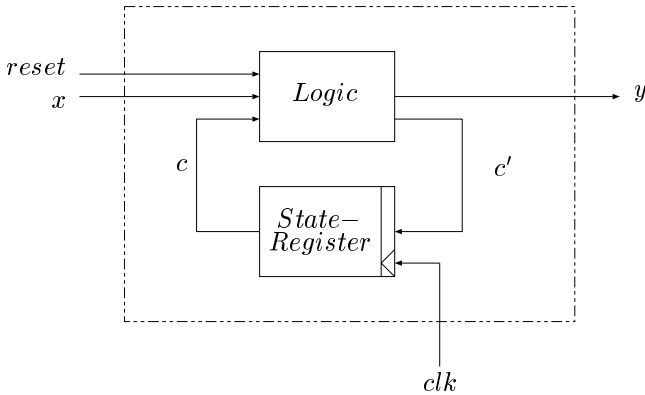 reset
Logic
x
y
c
c′
State–
Register
clk